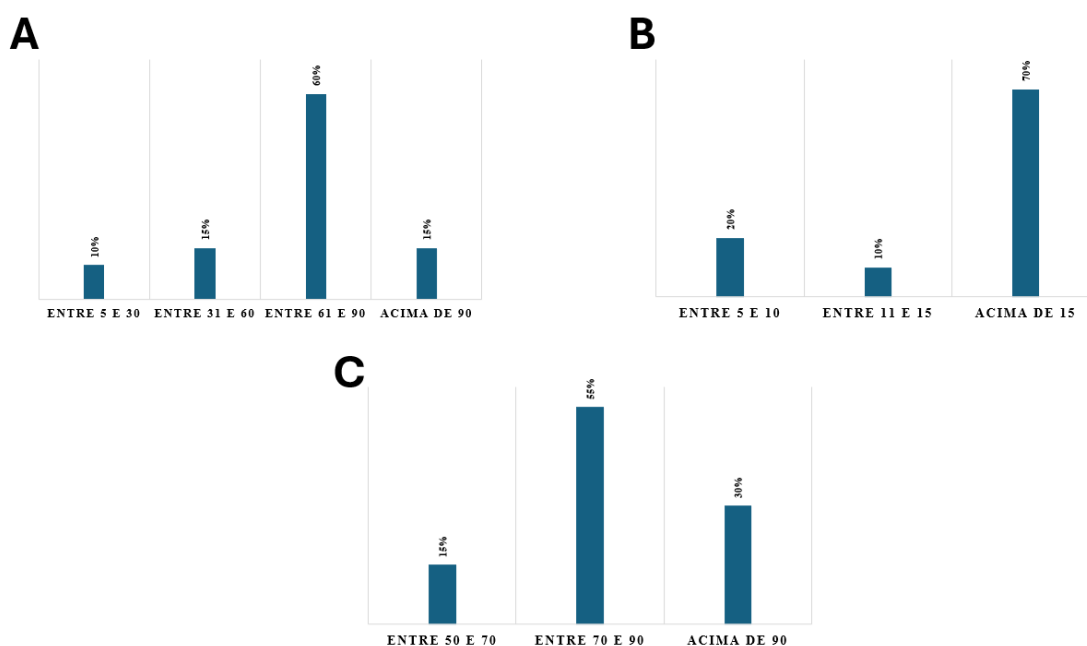 A
60%
15%
15%
10%
ENTRE 5 E 30 ENTRE 31 E 60 ENTRE 61 E 90 ACIMA DE 90
B
70%
20%
10%
ENTRE 5 E 10 ENTRE 11 E 15 ACIMA DE 15
C
55%
30%
15%
ENTRE 50 E 70 ENTRE 70 E 90 ACIMA DE 90